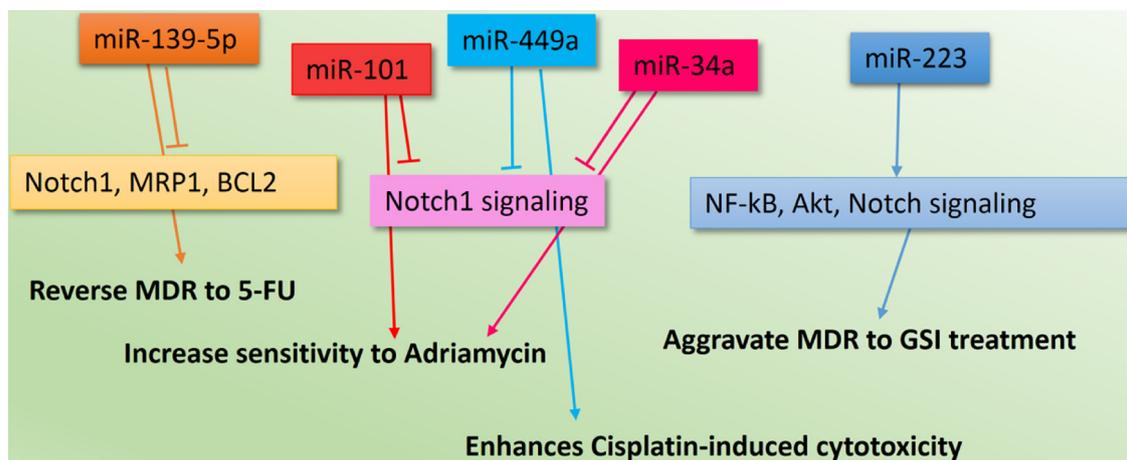 miR-139-5p
miR-101
miR-449a
miR-34a
miR-223
Notch1, MRP1, BCL2
Notch1 signaling
NF-kB, Akt, Notch signaling
Reverse MDR to 5-FU
Increase sensitivity to Adriamycin
Aggravate MDR to GSI treatment
Enhances Cisplatin-induced cytotoxicity